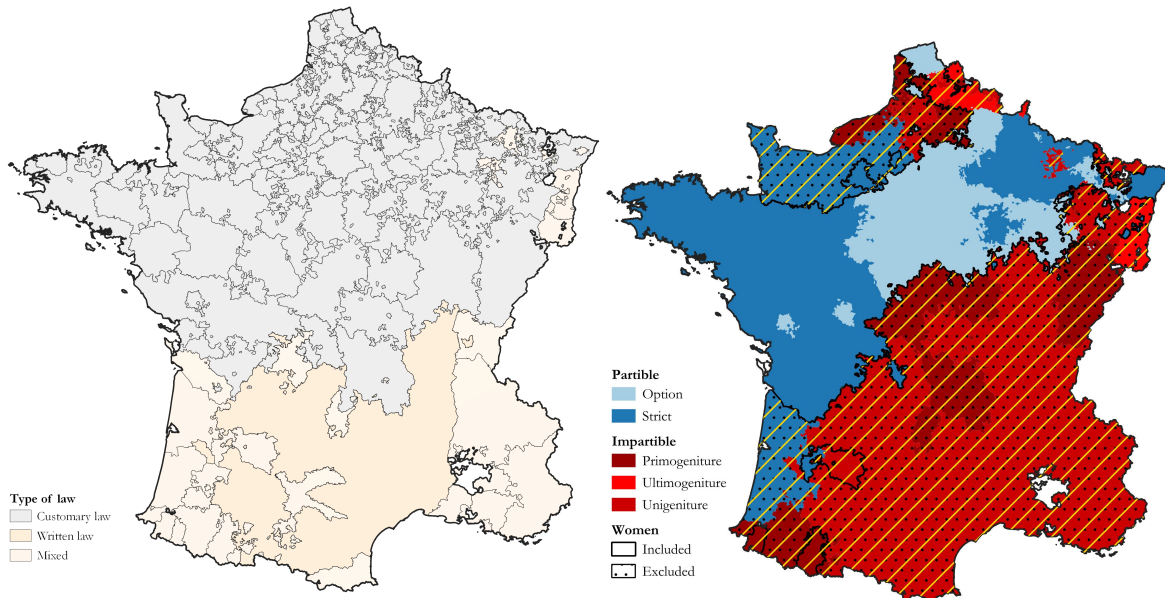 Type of law
Customary law
Written law
Mixed
Partible
Option
Strict
Impartible
Primogeniture
Ultimogeniture
Unigeniture
Women
Included
Excluded